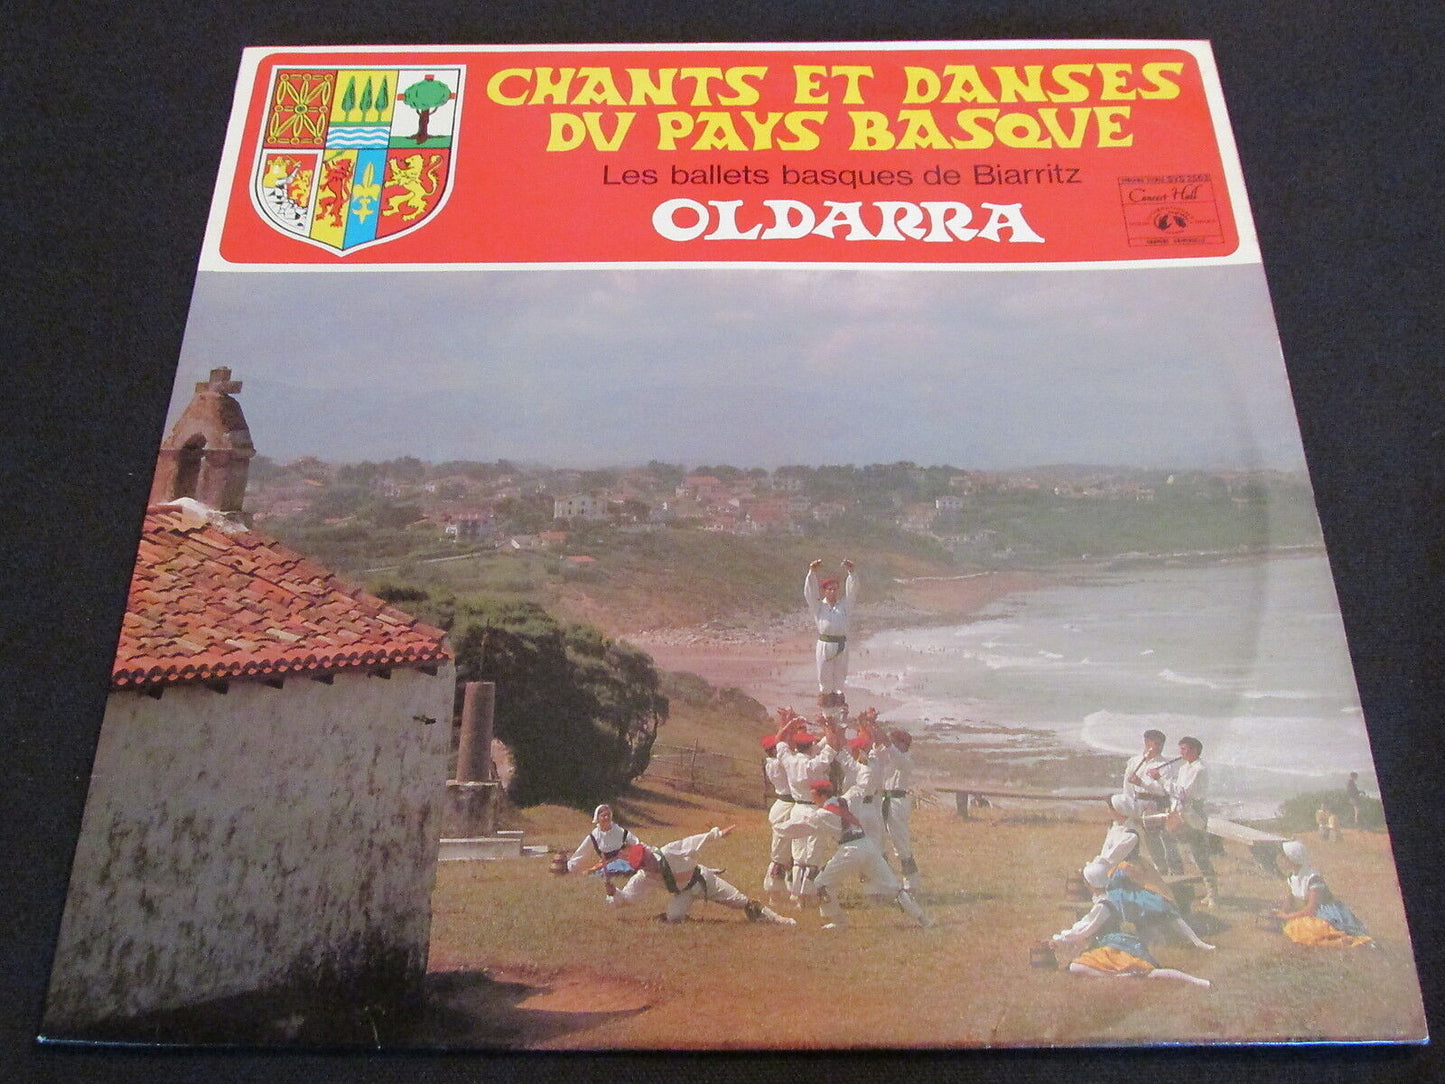 CHANTS ET DANSES
DU PAYS BASQUE
Les ballets basques de Biarritz
OLDARRA
Concert Hall